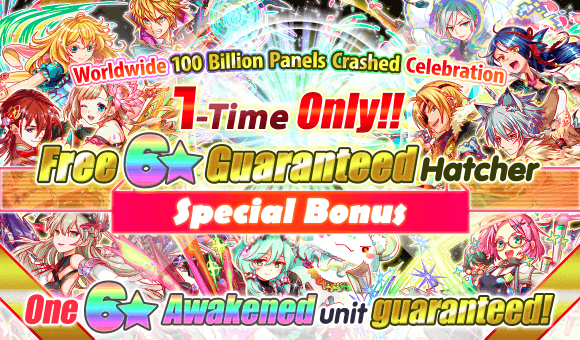 Worldwide 100 Billion Panels Crashed Celebration
1-Time Only!!
Free 6★ Guaranteed Hatcher
Special Bonus
One 6★ Awakened unit guaranteed!